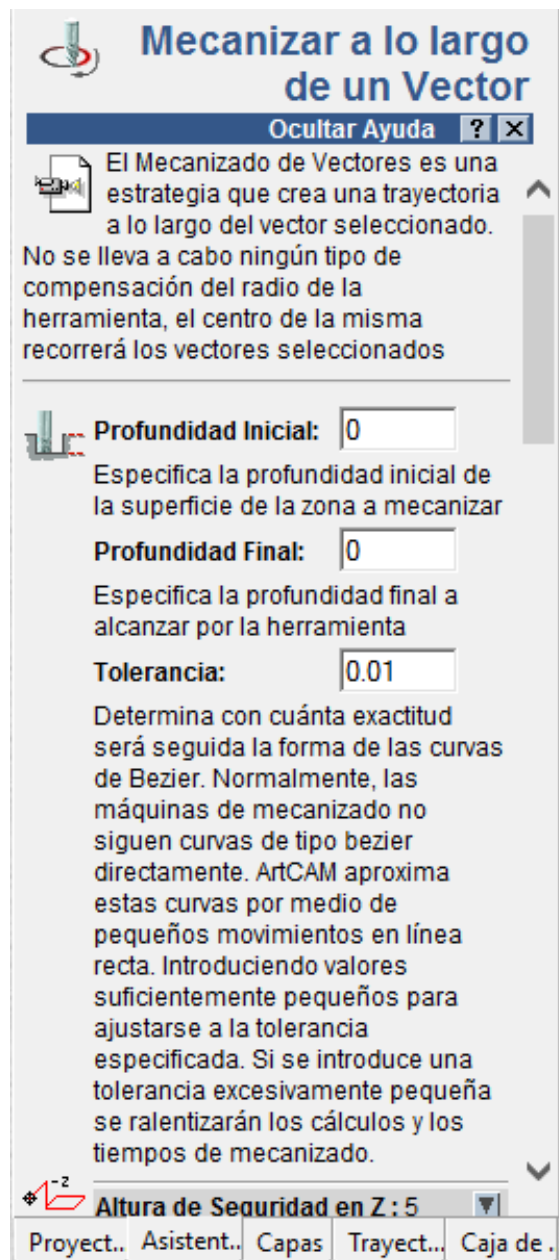 Mecanizar a lo largo
de un Vector
Ocultar Ayuda ? X
El Mecanizado de Vectores es una
estrategia que crea una trayectoria
a lo largo del vector seleccionado.
No se lleva a cabo ningún tipo de
compensación del radio de la
herramienta, el centro de la misma
recorrerá los vectores seleccionados
Profundidad Inicial: 0
Especifica la profundidad inicial de
la superficie de la zona a mecanizar
Profundidad Final: 0
Especifica la profundidad final a
alcanzar por la herramienta
Tolerancia: 0.01
Determina con cuánta exactitud
será seguida la forma de las curvas
de Bezier. Normalmente, las
máquinas de mecanizado no
siguen curvas de tipo bezier
directamente. ArtCAM aproxima
estas curvas por medio de
pequeños movimientos en línea
recta. Introduciendo valores
suficientemente pequeños para
ajustarse a la tolerancia
especificada. Si se introduce una
tolerancia excesivamente pequeña
se ralentizarán los cálculos y los
tiempos de mecanizado.
-z
Altura de Seguridad en Z : 5
Proyect.. Asistent.. Capas Trayect... Caja de .